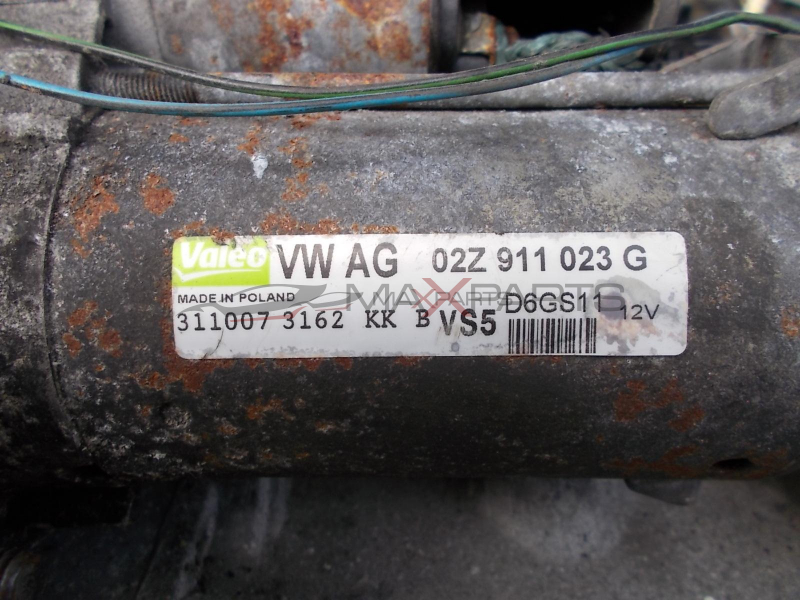 Valeo VW AG 02Z 911 023 G
MADE IN POLAND
MAXPARTS
D6GS11 12V
311007 3162 KK B VS5